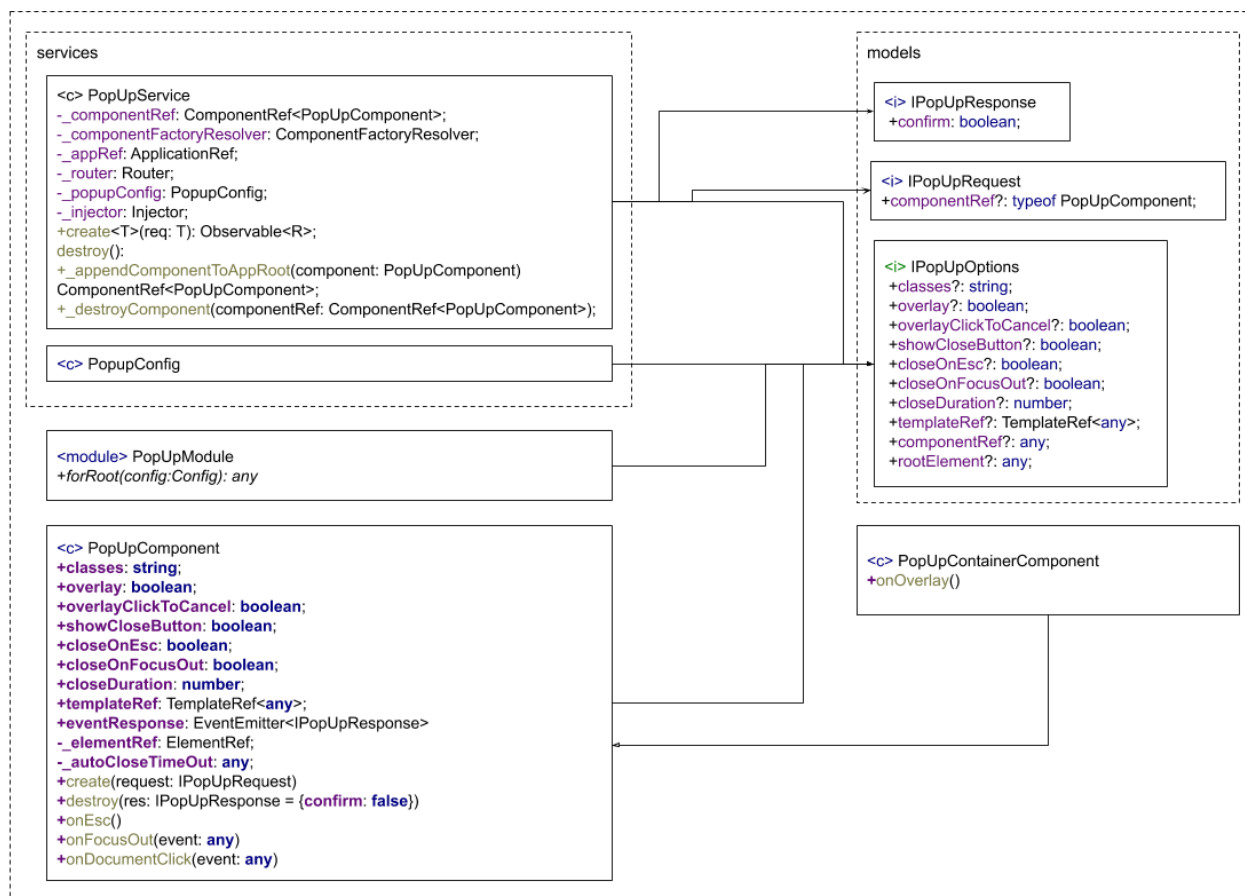 services
<c> PopUpService
-_componentRef: ComponentRef<PopUpComponent>;
-_componentFactoryResolver: ComponentFactoryResolver;
-_appRef: ApplicationRef;
-_router: Router;
-_popupConfig: PopupConfig;
-_injector: Injector;
+create<T>(req: T): Observable<R>;
destroy():
+_appendComponentToAppRoot(component: PopUpComponent)
ComponentRef<PopUpComponent>;
+_destroyComponent(componentRef: ComponentRef<PopUpComponent>);
<c> PopupConfig
<module> PopUpModule
+forRoot(config:Config): any
<c> PopUpComponent
+classes: string;
+overlay: boolean;
+overlayClickToCancel: boolean;
+showCloseButton: boolean;
+closeOnEsc: boolean;
+closeOnFocusOut: boolean;
+closeDuration: number;
+templateRef: TemplateRef<any>;
+eventResponse: EventEmitter<IPopUpResponse>
-_elementRef: ElementRef;
-_autoCloseTimeOut: any;
+create(request: IPopUpRequest)
+destroy(res: IPopUpResponse = {confirm: false})
+onEsc()
+onFocusOut(event: any)
+onDocumentClick(event: any)
models
<i> IPopUpResponse
+confirm: boolean;
<i> IPopUpRequest
+componentRef?: typeof PopUpComponent;
<i> IPopUpOptions
+classes?: string;
+overlay?: boolean;
+overlayClickToCancel?: boolean;
+showCloseButton?: boolean;
+closeOnEsc?: boolean;
+closeOnFocusOut?: boolean;
+closeDuration?: number;
+templateRef?: TemplateRef<any>;
+componentRef?: any;
+rootElement?: any;
<c> PopUpContainerComponent
+onOverlay()